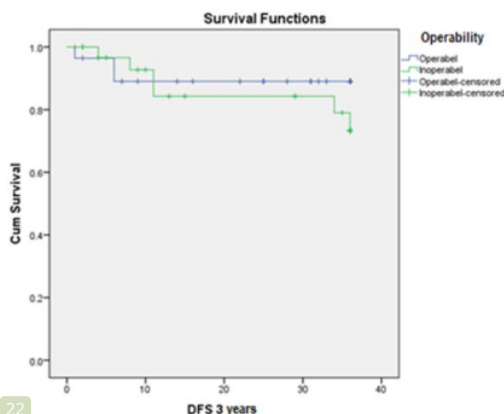 Survival Functions
Operability
Operabel
Inoperabel
Operabel-censored
Inoperabel-censored
Cum Survival
1.0
0.8
0.6
0.4
0.2
0.0
0 10 20 30 40
DFS 3 years
22